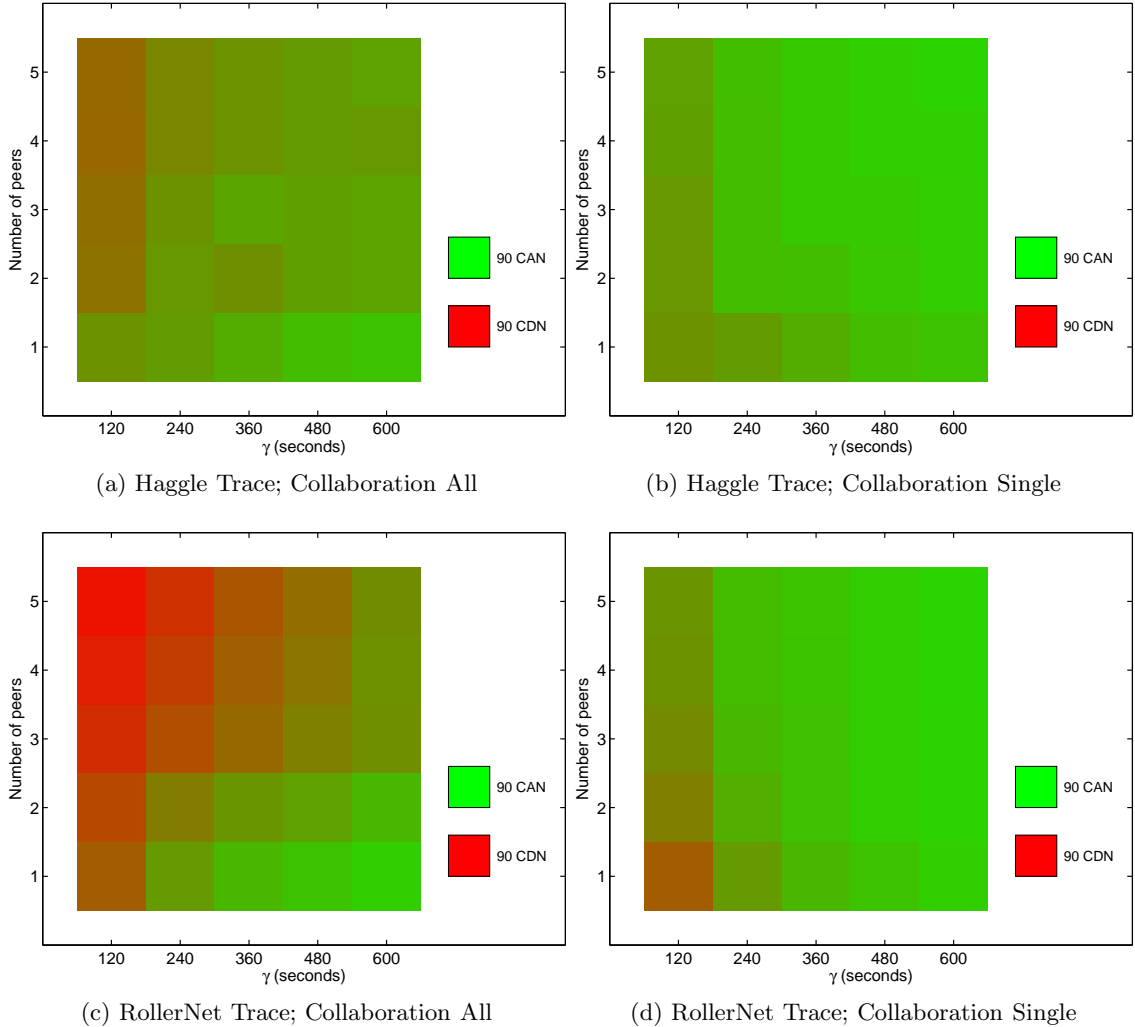 5
4
3
2
1
Number of peers
120 240 360 480 600
γ (seconds)
90 CAN
90 CDN
(a) Haggle Trace; Collaboration All
5
4
3
2
1
Number of peers
120 240 360 480 600
γ (seconds)
90 CAN
90 CDN
(b) Haggle Trace; Collaboration Single
5
4
3
2
1
Number of peers
120 240 360 480 600
γ (seconds)
90 CAN
90 CDN
(c) RollerNet Trace; Collaboration All
5
4
3
2
1
Number of peers
120 240 360 480 600
γ (seconds)
90 CAN
90 CDN
(d) RollerNet Trace; Collaboration Single